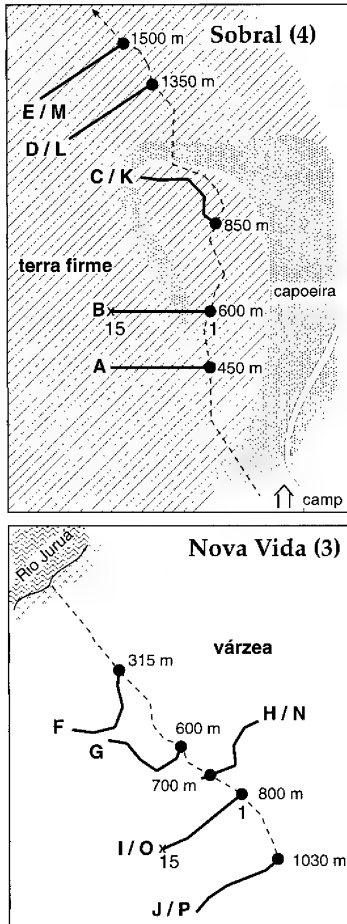 Sobral (4)
1500 m
1350 m
E / M
D / L
C / K
850 m
terra firme
capoeira
B
600 m
15
1
A
450 m
camp
Nova Vida (3)
Rio Juruá
várzea
315 m
H / N
F
600 m
G
700 m
800 m
1
I / O
15
1030 m
J / P